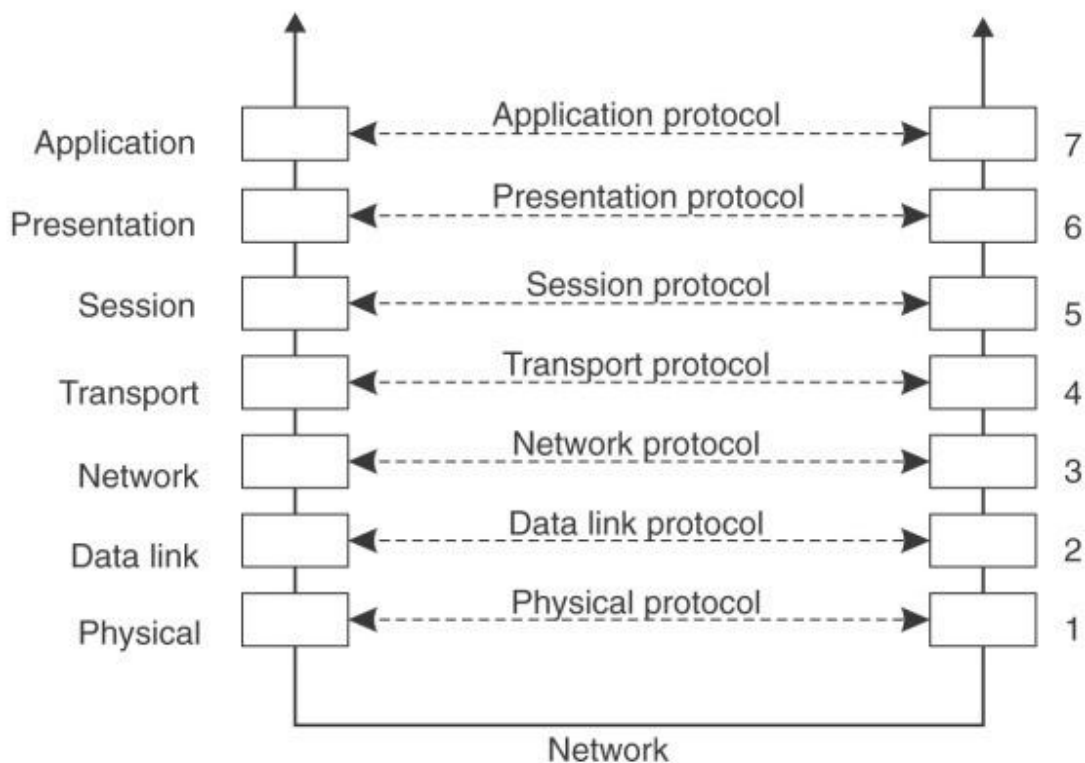 Application protocol
Application 7
Presentation protocol
Presentation 6
Session protocol
Session 5
Transport protocol
Transport 4
Network protocol
Network 3
Data link protocol
Data link 2
Physical protocol
Physical 1
Network